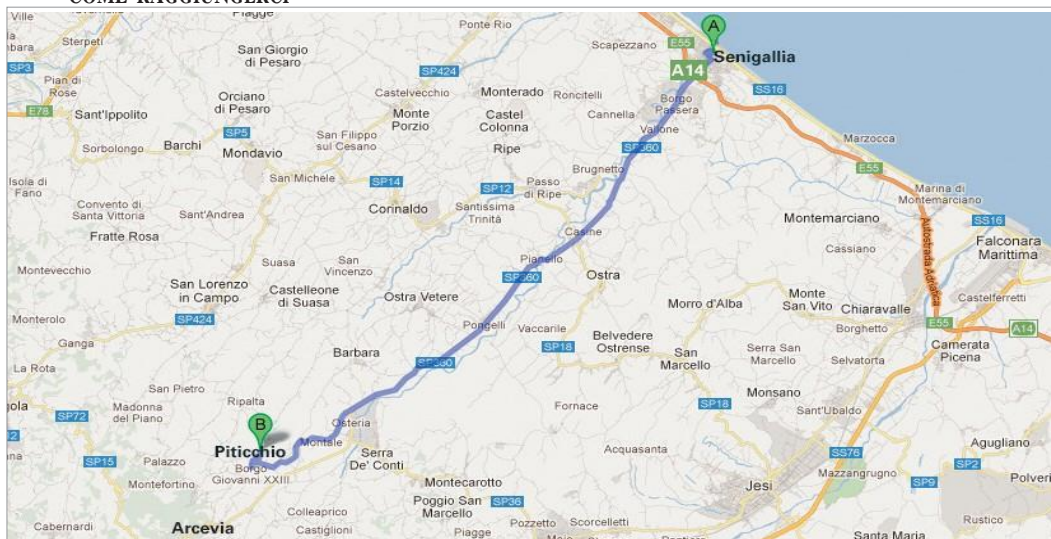 COME RAGGIUNGERCI
Ville
Piagge
Ponte Rio
Scapezzano
E55
A
Senigallia
Sterpeti
San Giorgio
di Pesaro
SP424
A14
SP3
Pian di
Rose
Orciano
di Pesaro
Castelvecchio
Monterado
Roncitelli
Borgo
Passera
SS16
E78
Sant'Ippolito
Monte
Porzio
Castel
Colonna
Cannella
SP5
San Filippo
sul Cesano
Vallone
Marzocca
Sorbolongo
Barchi
Mondavio
Ripe
SP360
Isola di
Fano
San Michele
SP14
SP12
Passo
di Ripe
Brugnetto
E55
Marina di
Montemarciano
Convento di
Santa Vittoria
Sant'Andrea
Corinaldo
Santissima
Trinità
Montemarciano
SS16
Fratte Rosa
Casine
Cassiano
Autostrada Adriatica
Falconara
Marittima
Montevecchio
Suasa
San
Vincenzo
Pianello
SP360
Ostra
San Lorenzo
in Campo
Castelleone
di Suasa
Ostra Vetere
Morro d'Alba
Monte
San Vito
Chiaravalle
Castelferretti
Monterolo
SP424
Pongelli
Vaccarile
Borghetto
E55
A14
Ganga
Barbara
SP18
Belvedere
Ostrense
San
Marcello
Serra San
Marcello
Selvatorta
Camerata
Picena
La Rota
SP360
San Pietro
Ripalta
Monsano
SP72
Madonna
del Piano
B
Osteria
Fornace
SP18
Sant'Ubaldo
Piticchio
Montale
Serra
De' Conti
Acquasanta
SS76
Agugliano
SP15
Palazzo
Borgo
Giovanni XXIII
Mazzangrugno
SP2
Montefortino
Montecarotto
Jesi
SP9
Polveri
Poggio San
Marcello
SP36
Colleaprico
Rustico
Cabernardi
Arcevia
Castiglioni
Piagge
Pozzetto
Scorcelletti
Santa Maria